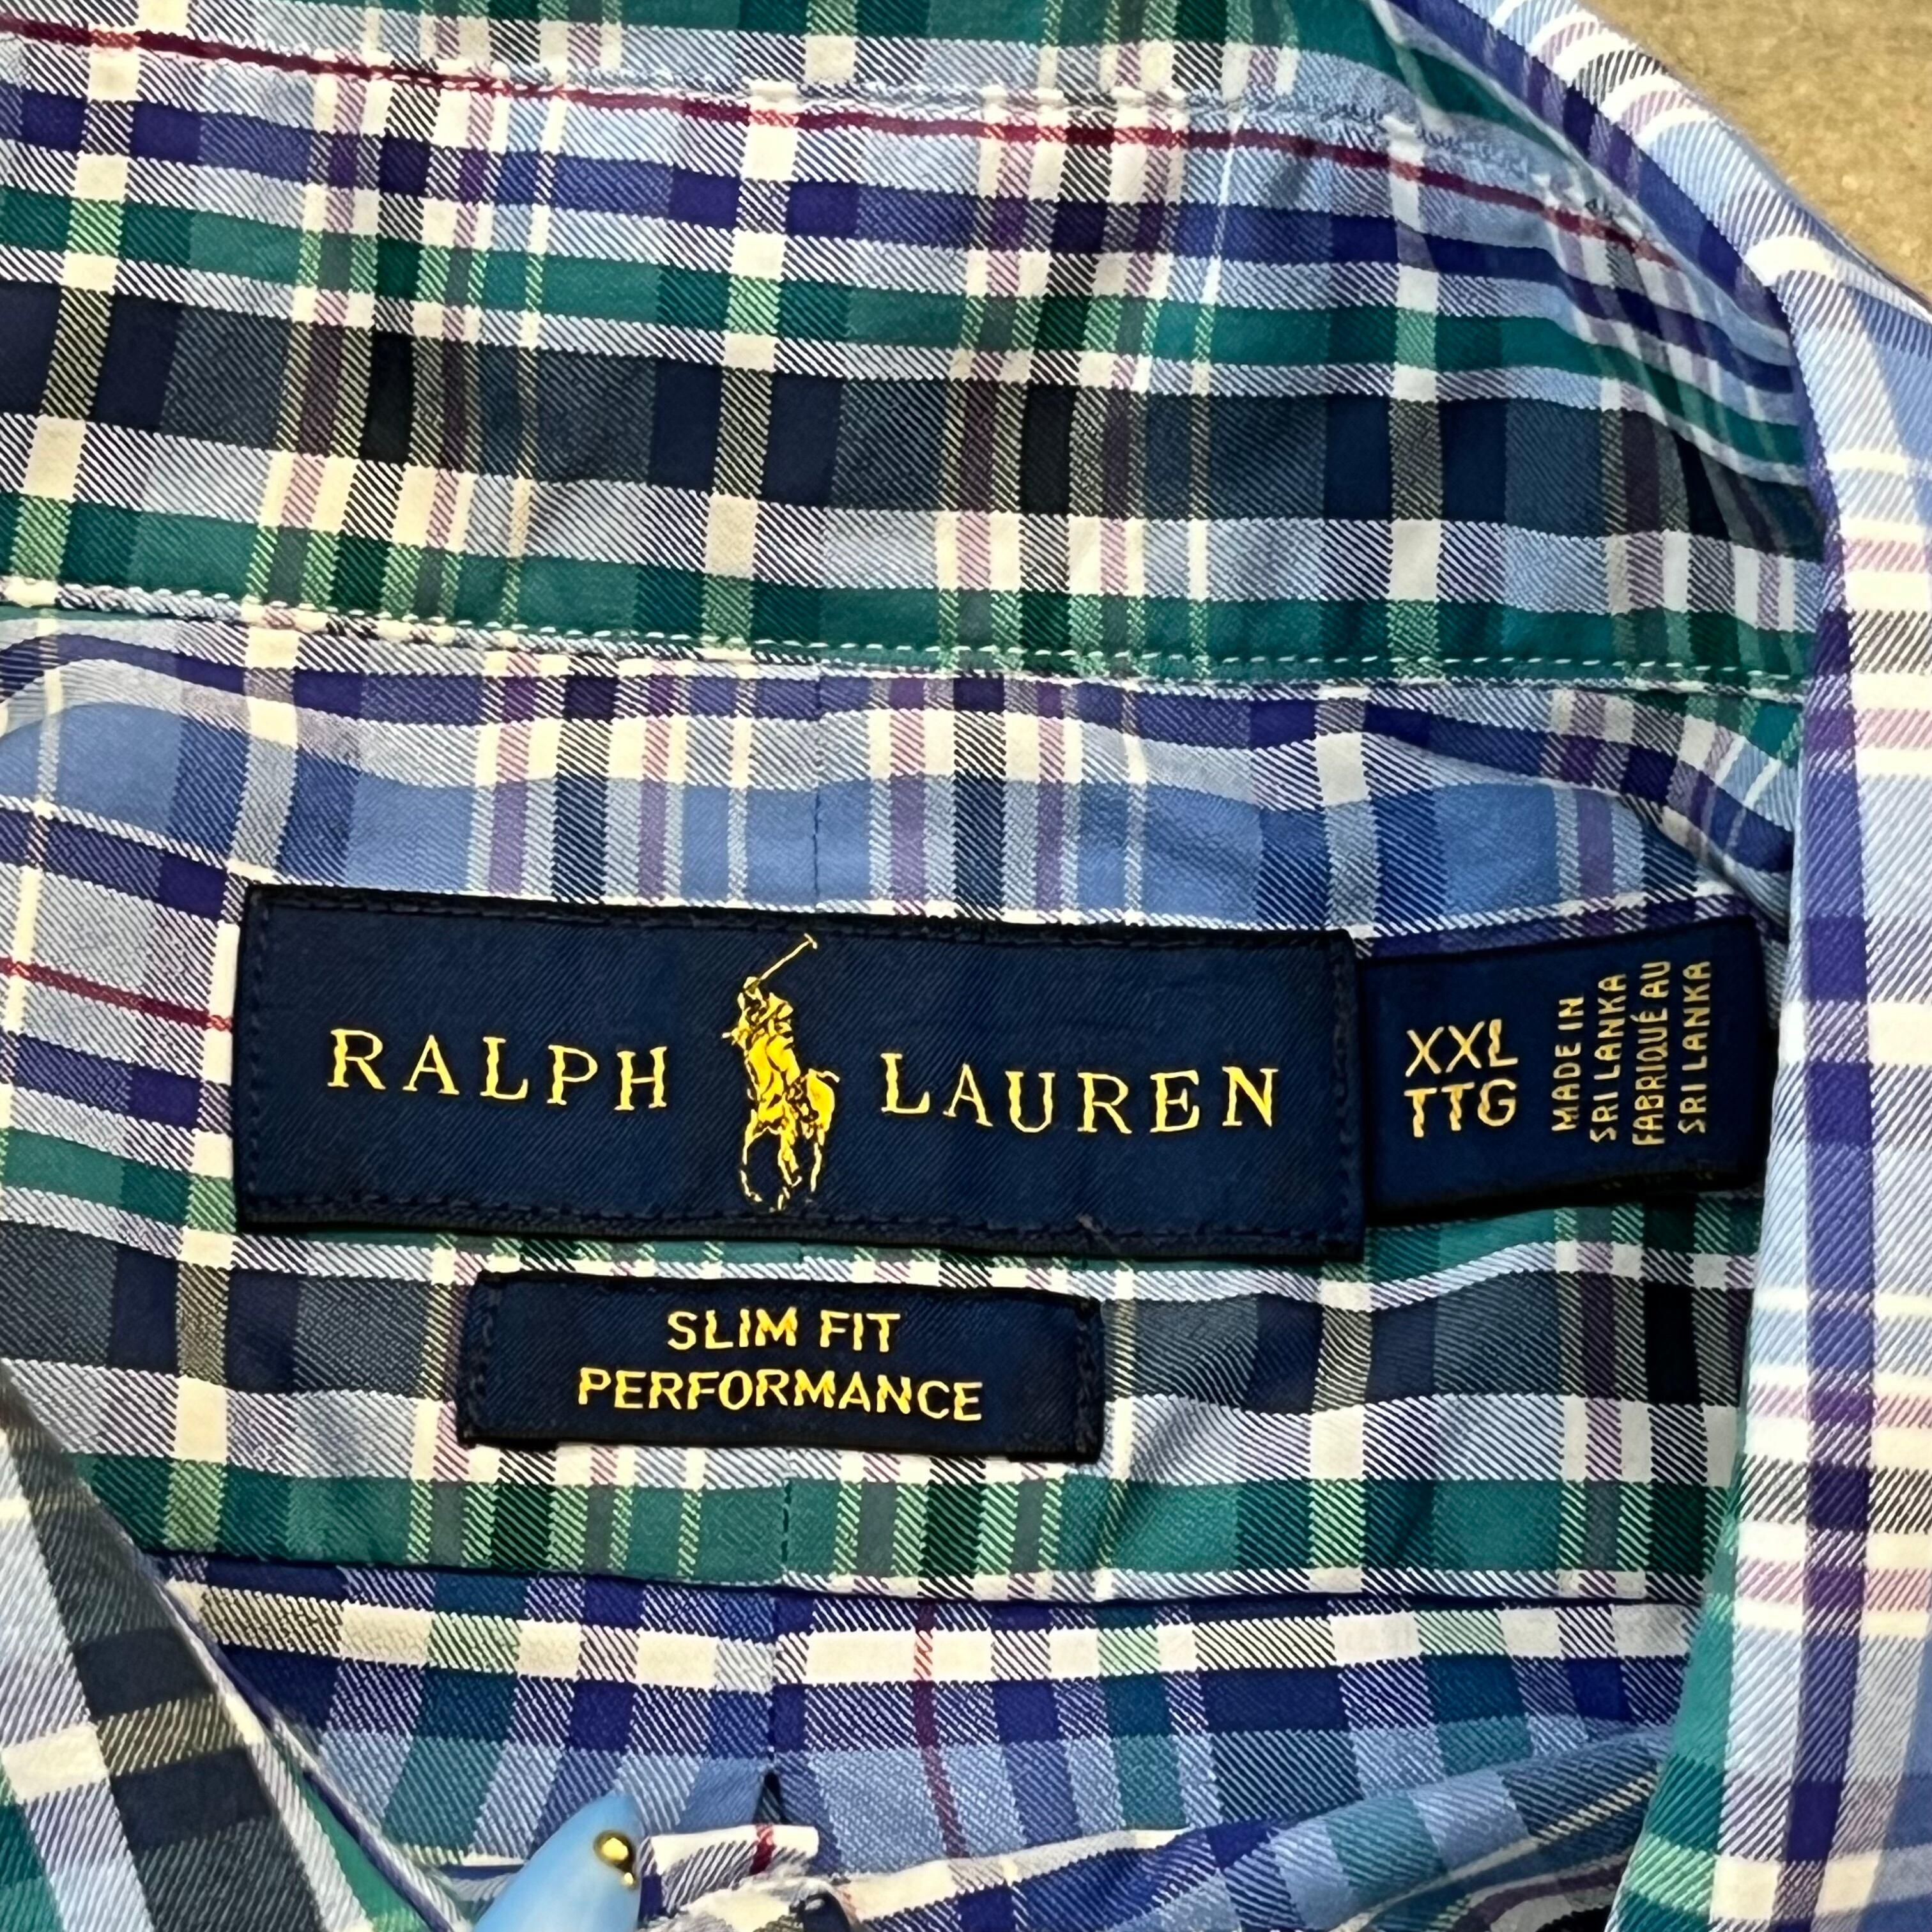 RALPH LAUREN
XXL
TTG
MADE IN
SRI LANKA
FABRIQUÉ AU
SRI LANKA
SLIM FIT
PERFORMANCE